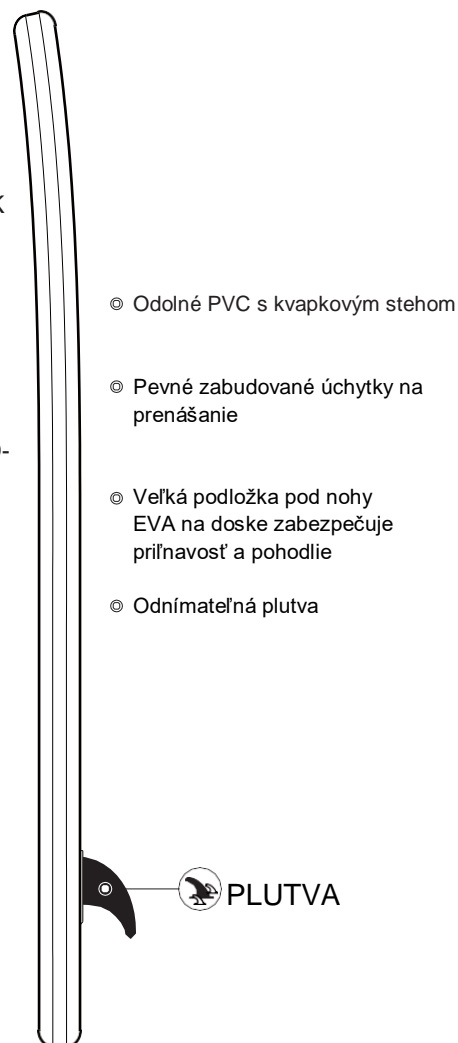 K
◎ Odolné PVC s kvapkovým stehom
◎ Pevné zabudované úchytky na
prenášanie
-
◎ Veľká podložka pod nohy
EVA na doske zabezpečuje
priľnavosť a pohodlie
◎ Odnímateľná plutva
PLUTVA